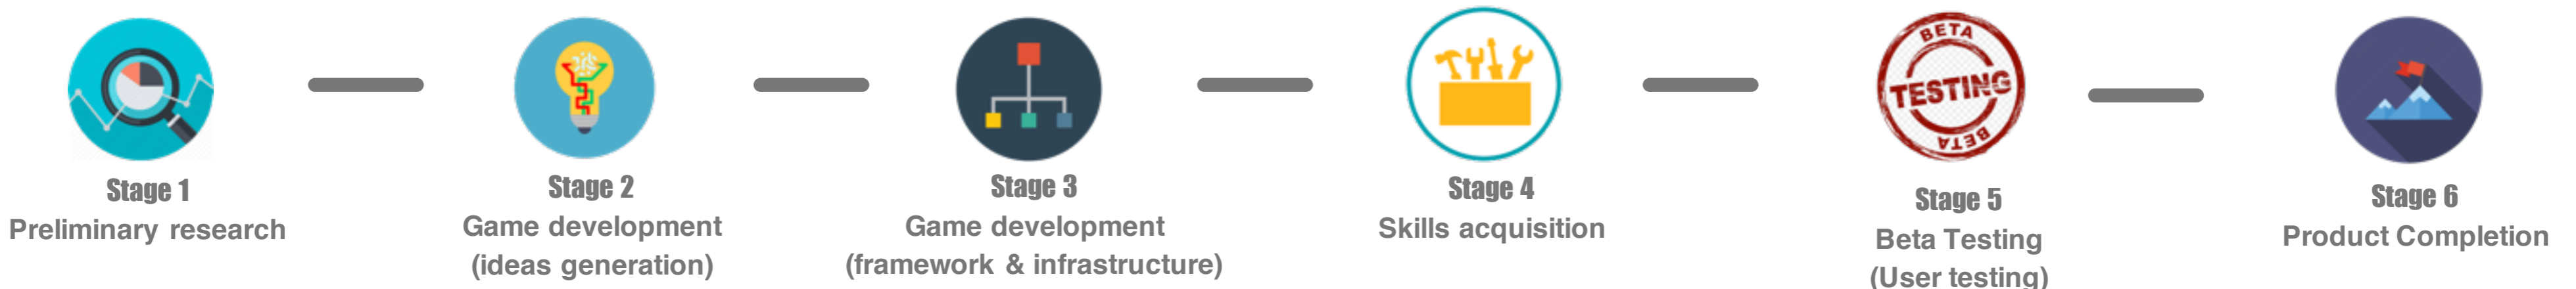 BETA
TESTING
BETA
Stage 1
Preliminary research
Stage 2
Game development
(ideas generation)
Stage 3
Game development
(framework & infrastructure)
Stage 4
Skills acquisition
Stage 5
Beta Testing
(User testing)
Stage 6
Product Completion